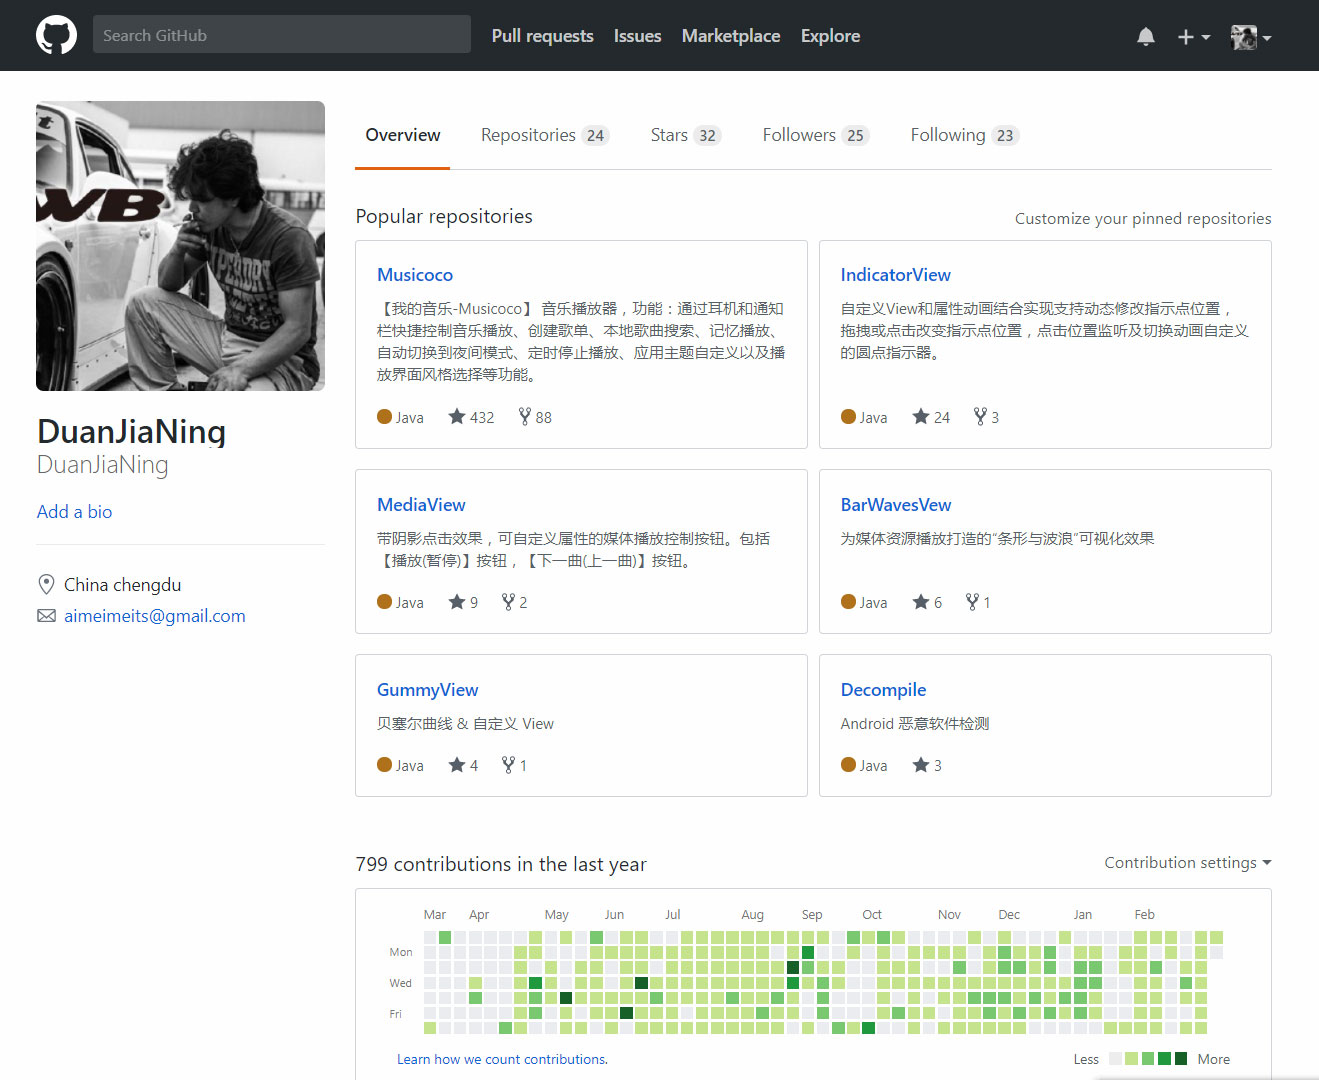 Search GitHub
Pull requests
Issues
Marketplace
Explore
WB
DuanJiaNing
DuanJiaNing
Add a bio
China chengdu
aimeimeits@gmail.com
Overview
Repositories 24
Stars 32
Followers 25
Following 23
Popular repositories
Customize your pinned repositories
Musicoco
【我的音乐-Musicoco】 音乐播放器，功能：通过耳机和通知
栏快捷控制音乐播放、创建歌单、本地歌曲搜索、记忆播放、
自动切换到夜间模式、定时停止播放、应用主题自定义以及播
放界面风格选择等功能。
Java 432 88
IndicatorView
自定义View和属性动画结合实现支持动态修改指示点位置，
拖拽或点击改变指示点位置，点击位置监听及切换动画自定义
的圆点指示器。
Java 24 3
MediaView
带阴影点击效果，可自定义属性的媒体播放控制按钮。包括
【播放(暂停)】按钮，【下一曲(上一曲)】按钮。
Java 9 2
BarWavesVew
为媒体资源播放打造的“条形与波浪”可视化效果
Java 6 1
GummyView
贝塞尔曲线 & 自定义 View
Java 4 1
Decompile
Android 恶意软件检测
Java 3
799 contributions in the last year
Contribution settings
Mar Apr May Jun Jul Aug Sep Oct Nov Dec Jan Feb
Mon
Wed
Fri
Learn how we count contributions.
Less More